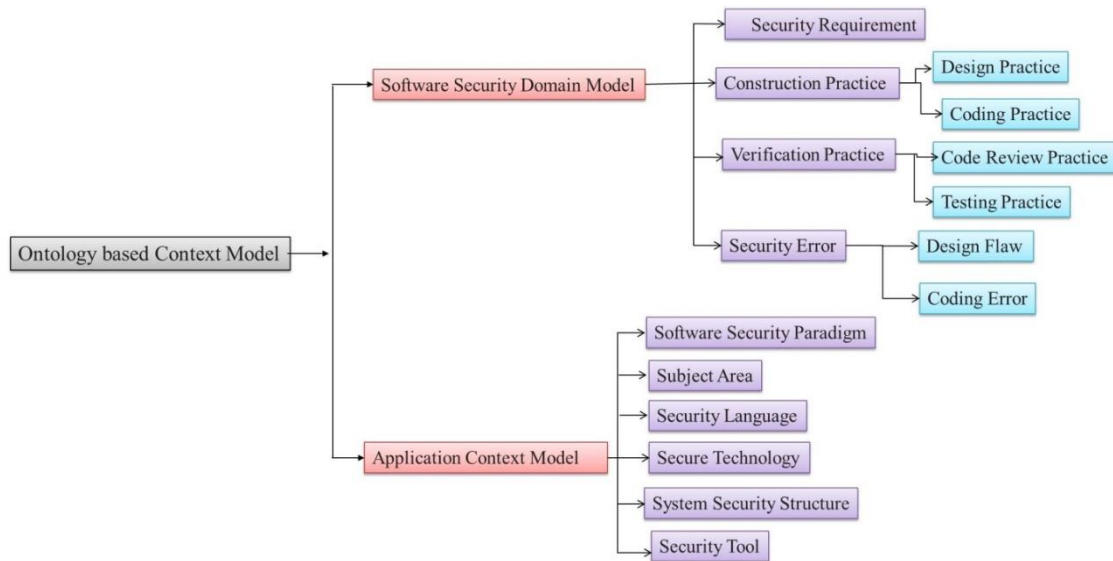 Ontology based Context Model
Software Security Domain Model
Security Requirement
Construction Practice
Design Practice
Coding Practice
Verification Practice
Code Review Practice
Testing Practice
Security Error
Design Flaw
Coding Error
Application Context Model
Software Security Paradigm
Subject Area
Security Language
Secure Technology
System Security Structure
Security Tool